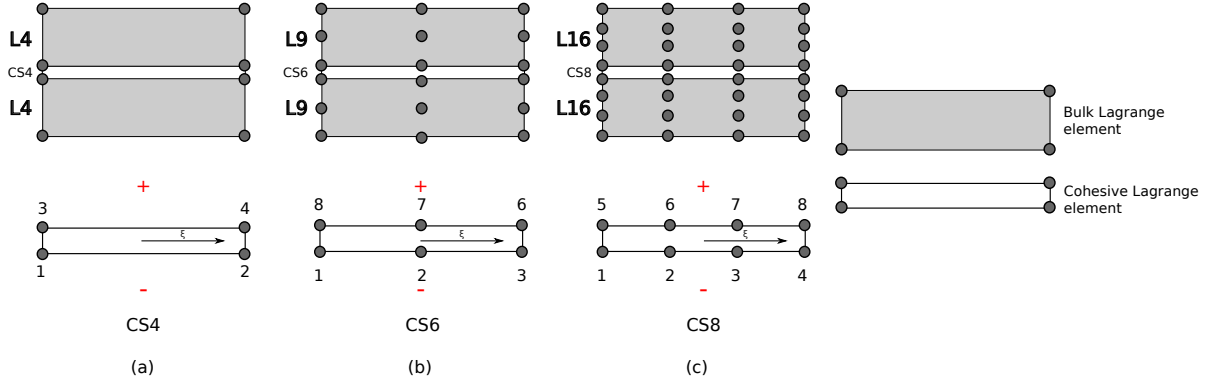 L4
CS4
L4
L9
CS6
L9
L16
CS8
L16
Bulk Lagrange
element
Cohesive Lagrange
element
+
3 4
ξ
1 2
-
CS4
(a)
+
8 7 6
ξ
1 2 3
-
CS6
(b)
+
5 6 7 8
ξ
1 2 3 4
-
CS8
(c)